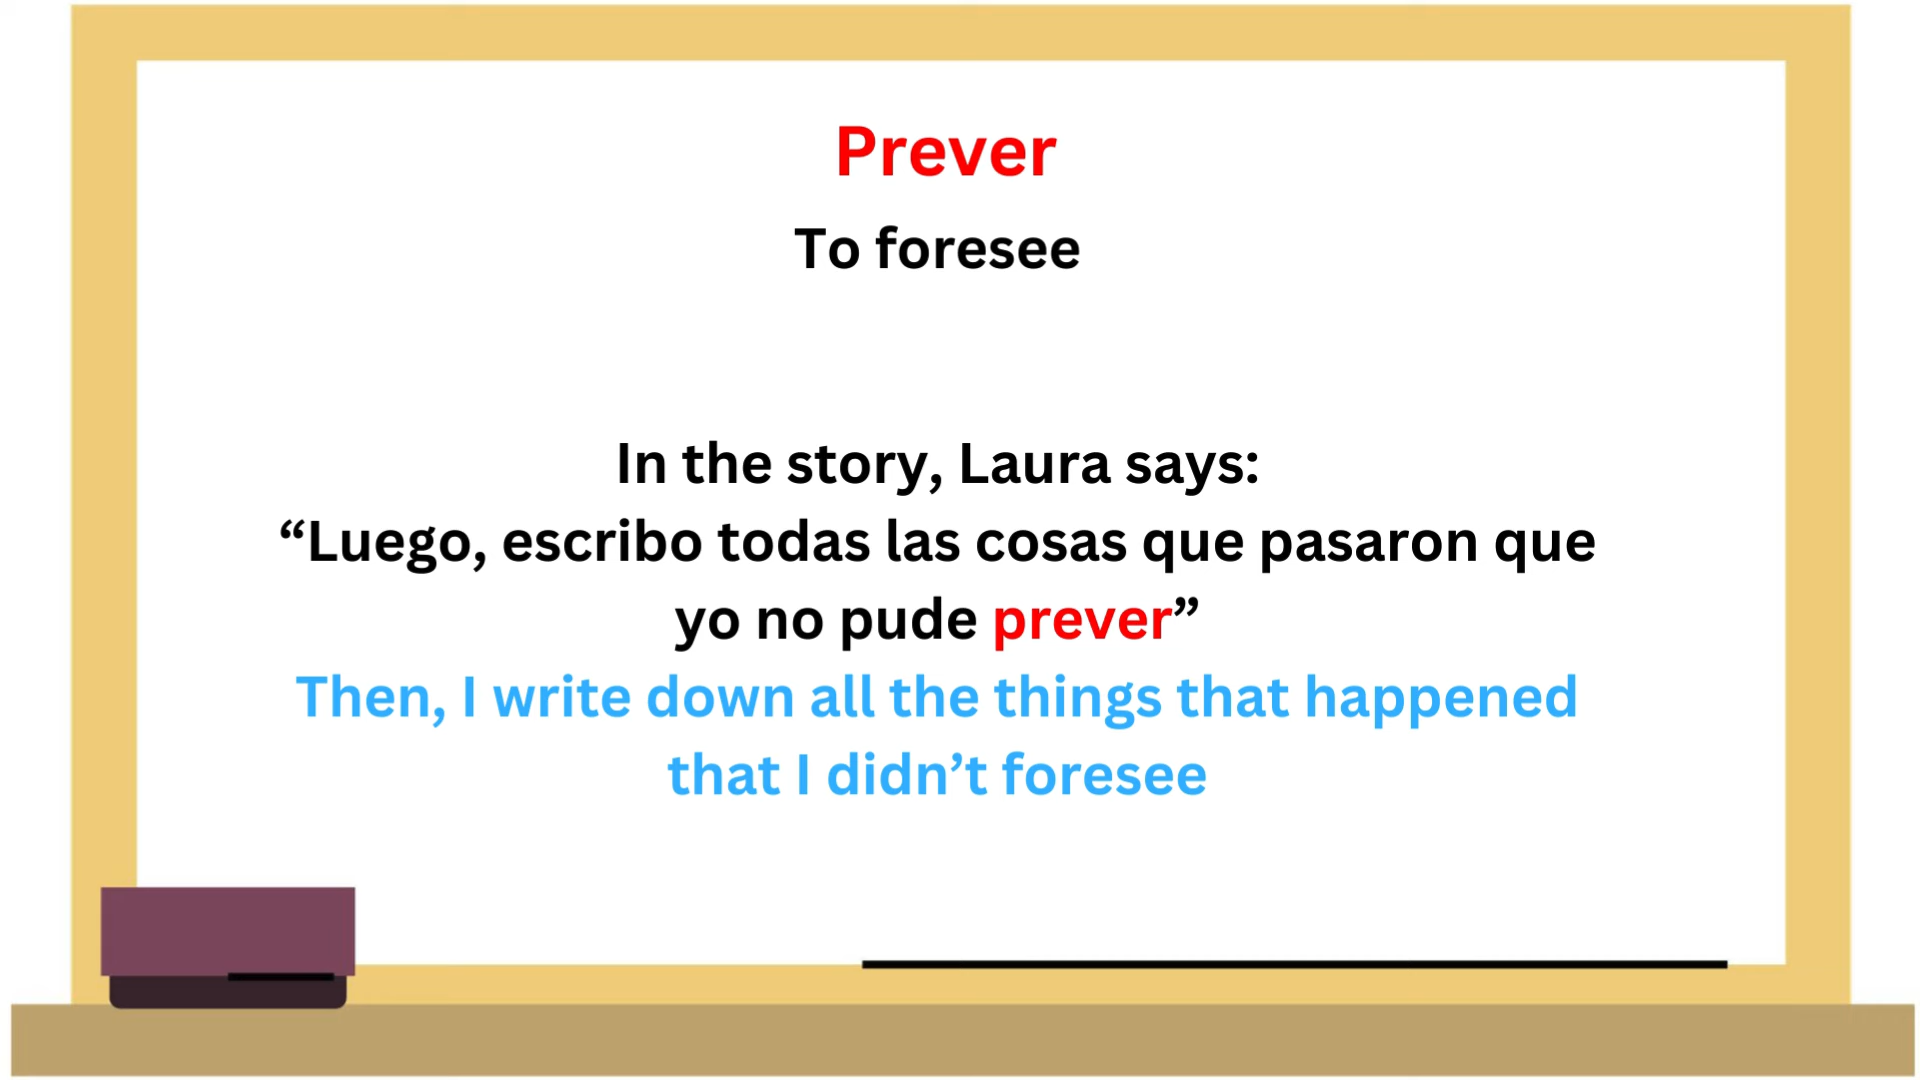 Prever
To foresee
In the story, Laura says:
“Luego, escribo todas las cosas que pasaron que
yo no pude prever”
Then, I write down all the things that happened
that I didn’t foresee